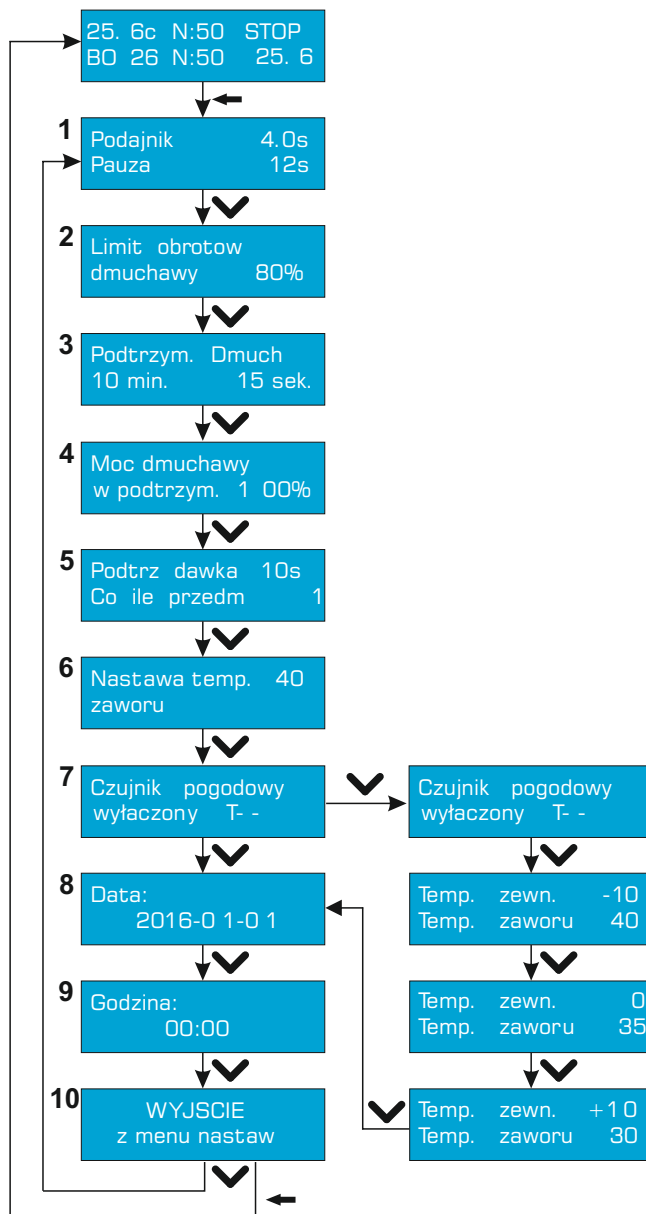 25. 6c N:50 STOP
BO 26 N:50 25. 6
1
Podajnik 4.0s
Pauza 12s
2
Limit obrotow
dmuchawy 80%
3
Podtrzym. Dmuch
10 min. 15 sek.
4
Moc dmuchawy
w podtrzym. 1 00%
5
Podtrz dawka 10s
Co ile przedm 1
6
Nastawa temp. 40
zaworu
7
Czujnik pogodowy
wyłaczony T- -
8
Data:
2016-0 1-0 1
9
Godzina:
00:00
10
WYJSCIE
z menu nastaw
Czujnik pogodowy
wyłaczony T- -
Temp. zewn. -10
Temp. zaworu 40
Temp. zewn. 0
Temp. zaworu 35
Temp. zewn. +10
Temp. zaworu 30